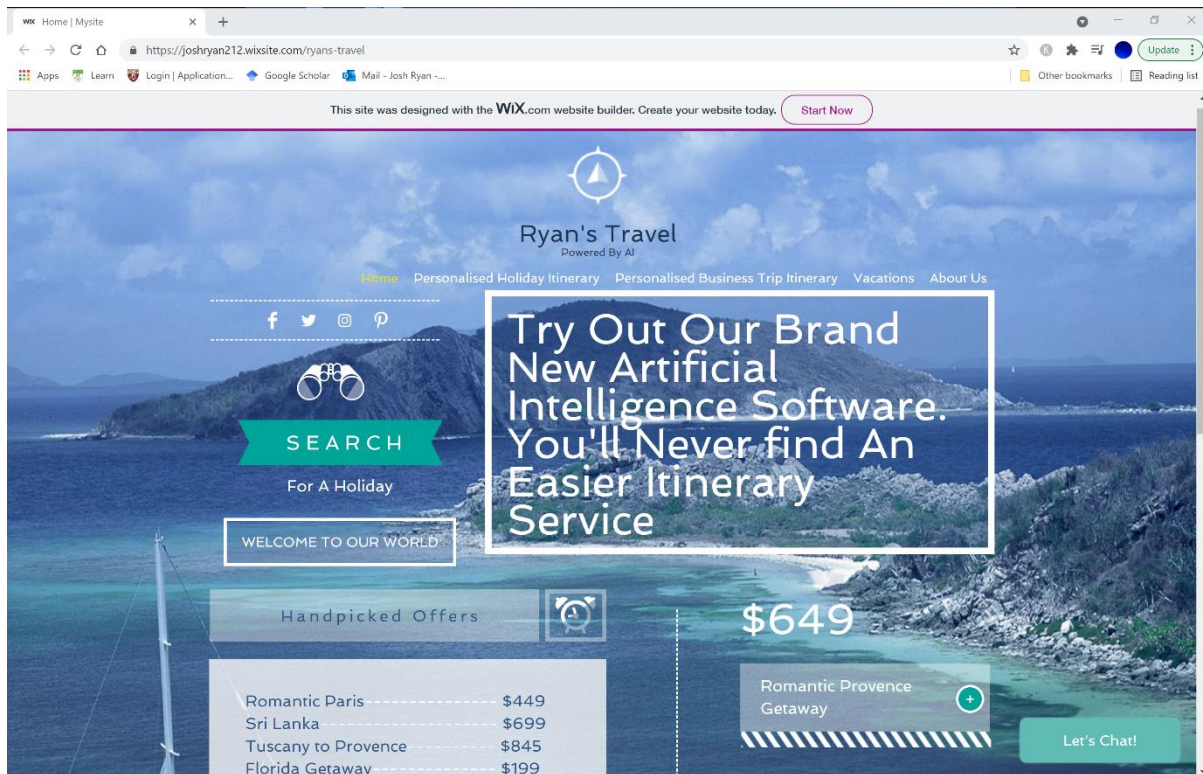 WiX Home | Mysite
https://joshryan212.wixsite.com/ryans-travel
Update
Apps Learn Login | Application... Google Scholar Mail - Josh Ryan -... Other bookmarks Reading list
This site was designed with the WiX.com website builder. Create your website today. Start Now
Ryan's Travel
Powered By AI
Home Personalised Holiday Itinerary Personalised Business Trip Itinerary Vacations About Us
Try Out Our Brand
New Artificial
Intelligence Software.
You'll Never find An
Easier Itinerary
Service
SEARCH
For A Holiday
WELCOME TO OUR WORLD
Handpicked Offers
$649
Romantic Paris $449
Sri Lanka $699
Tuscany to Provence $845
Florida Getaway $199
Romantic Provence
Getaway
Let's Chat!